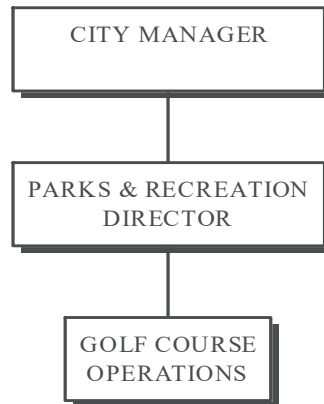 CITY MANAGER
PARKS & RECREATION
DIRECTOR
GOLF COURSE
OPERATIONS